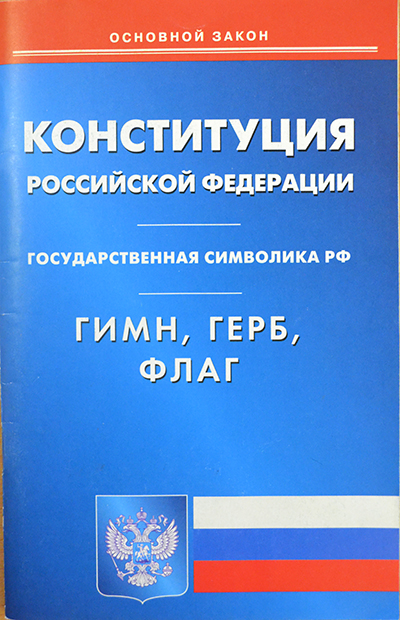 ОСНОВНОЙ ЗАКОН
КОНСТИТУЦИЯ
РОССИЙСКОЙ ФЕДЕРАЦИИ
ГОСУДАРСТВЕННАЯ СИМВОЛИКА РФ
ГИМН, ГЕРБ,
ФЛАГ